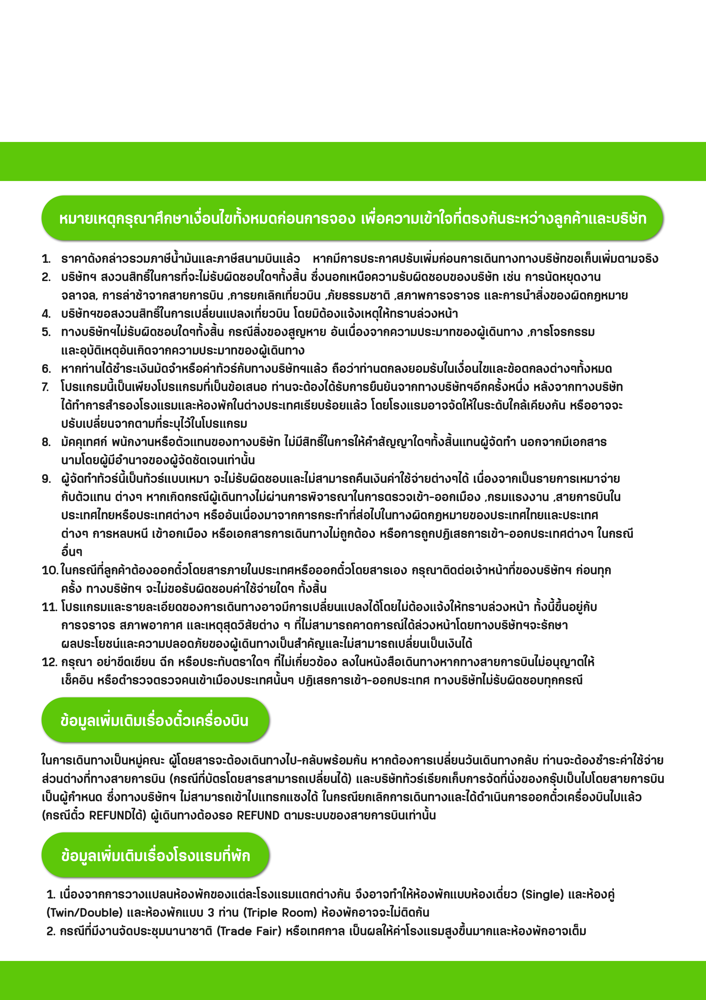 หมายเหตุกรุณาศึกษาเงื่อนไขทั้งหมดก่อนการจอง เพื่อความเข้าใจที่ตรงกันระหว่างลูกค้าและบริษัท
1. ราคาดังกล่าวรวมภาษีน้ำมันและภาษีสนามบินแล้ว หากมีการประกาศปรับเพิ่มก่อนการเดินทางทางบริษัทขอเก็บเพิ่มตามจริง
2. บริษัทฯ สงวนสิทธิ์ในการที่จะไม่รับผิดชอบใดๆทั้งสิ้น ซึ่งนอกเหนือความรับผิดชอบของบริษัท เช่น การนัดหยุดงาน
จลาจล, การล่าช้าจากสายการบิน ,การยกเลิกเที่ยวบิน ,ภัยธรรมชาติ ,สภาพการจราจร และการนำสิ่งของผิดกฎหมาย
4. บริษัทฯขอสงวนสิทธิ์ในการเปลี่ยนแปลงเที่ยวบิน โดยมิต้องแจ้งเหตุให้ทราบล่วงหน้า
5. ทางบริษัทฯไม่รับผิดชอบใดๆทั้งสิ้น กรณีสิ่งของสูญหาย อันเนื่องจากความประมาทของผู้เดินทาง ,การโจรกรรม
และอุบัติเหตุอันเกิดจากความประมาทของผู้เดินทาง
6. หากท่านได้ชำระเงินมัดจำหรือค่าทัวร์กับทางบริษัทฯแล้ว ถือว่าท่านตกลงยอมรับในเงื่อนไขและข้อตกลงต่างๆทั้งหมด
7. โปรแกรมนี้เป็นเพียงโปรแกรมที่เป็นข้อเสนอ ท่านจะต้องได้รับการยืนยันจากทางบริษัทฯอีกครั้งหนึ่ง หลังจากทางบริษัท
ได้ทำการสำรองโรงแรมและห้องพักในต่างประเทศเรียบร้อยแล้ว โดยโรงแรมอาจจัดให้ในระดับใกล้เคียงกัน หรืออาจจะ
ปรับเปลี่ยนจากตามที่ระบุไว้ในโปรแกรม
8. มัคคุเทศก์ พนักงานหรือตัวแทนของทางบริษัท ไม่มีสิทธิ์ในการให้คำสัญญาใดๆทั้งสิ้นแทนผู้จัดทำ นอกจากมีเอกสาร
นามโดยผู้มีอำนาจของผู้จัดชัดเจนเท่านั้น
9. ผู้จัดทำทัวร์นี้เป็นทัวร์แบบเหมา จะไม่รับผิดชอบและไม่สามารถคืนเงินค่าใช้จ่ายต่างๆได้ เนื่องจากเป็นรายการเหมาจ่าย
กับตัวแทน ต่างๆ หากเกิดกรณีผู้เดินทางไม่ผ่านการพิจารณาในการตรวจเข้า-ออกเมือง ,กรมแรงงาน ,สายการบินใน
ประเทศไทยหรือประเทศต่างๆ หรืออันเนื่องมาจากการกระทำที่ส่อไปในทางผิดกฎหมายของประเทศไทยและประเทศ
ต่างๆ การหลบหนี เข้าอกเมือง หรือเอกสารการเดินทางไม่ถูกต้อง หรือการถูกปฏิเสธการเข้า-ออกประเทศต่างๆ ในกรณี
อื่นๆ
10. ในกรณีที่ลูกค้าต้องออกตั๋วโดยสารภายในประเทศหรือออกตั๋วโดยสารเอง กรุณาติดต่อเจ้าหน้าที่ของบริษัทฯ ก่อนทุก
ครั้ง ทางบริษัทฯ จะไม่ขอรับผิดชอบค่าใช้จ่ายใดๆ ทั้งสิ้น
11. โปรแกรมและรายละเอียดของการเดินทางอาจมีการเปลี่ยนแปลงได้โดยไม่ต้องแจ้งให้ทราบล่วงหน้า ทั้งนี้ขึ้นอยู่กับ
การจราจร สภาพอากาศ และเหตุสุดวิสัยต่าง ๆ ที่ไม่สามารถคาดการณ์ได้ล่วงหน้าโดยทางบริษัทฯจะรักษา
ผลประโยชน์และความปลอดภัยของผู้เดินทางเป็นสำคัญและไม่สามารถเปลี่ยนเป็นเงินได้
12. กรุณา อย่าขีดเขียน ฉีก หรือประทับตราใดๆ ที่ไม่เกี่ยวข้อง ลงในหนังสือเดินทางหากทางสายการบินไม่อนุญาตให้
เช็คอิน หรือตำรวจตรวจคนเข้าเมืองประเทศนั้นๆ ปฏิเสธการเข้า-ออกประเทศ ทางบริษัทไม่รับผิดชอบทุกกรณี
ข้อมูลเพิ่มเติมเรื่องตั๋วเครื่องบิน
ในการเดินทางเป็นหมู่คณะ ผู้โดยสารจะต้องเดินทางไป-กลับพร้อมกัน หากต้องการเปลี่ยนวันเดินทางกลับ ท่านจะต้องชำระค่าใช้จ่าย
ส่วนต่างที่ทางสายการบิน (กรณีที่บัตรโดยสารสามารถเปลี่ยนได้) และบริษัททัวร์เรียกเก็บการจัดที่นั่งของกรุ๊ปเป็นไปโดยสายการบิน
เป็นผู้กำหนด ซึ่งทางบริษัทฯ ไม่สามารถเข้าไปแทรกแซงได้ ในกรณียกเลิกการเดินทางและได้ดำเนินการออกตั๋วเครื่องบินไปแล้ว
(กรณีตั๋ว REFUNDได้) ผู้เดินทางต้องรอ REFUND ตามระบบของสายการบินเท่านั้น
ข้อมูลเพิ่มเติมเรื่องโรงแรมที่พัก
1. เนื่องจากการวางแปลนห้องพักของแต่ละโรงแรมแตกต่างกัน จึงอาจทำให้ห้องพักแบบห้องเดี่ยว (Single) และห้องคู่
(Twin/Double) และห้องพักแบบ 3 ท่าน (Triple Room) ห้องพักอาจจะไม่ติดกัน
2. กรณีที่มีงานจัดประชุมนานาชาติ (Trade Fair) หรือเทศกาล เป็นผลให้ค่าโรงแรมสูงขึ้นมากและห้องพักอาจเต็ม